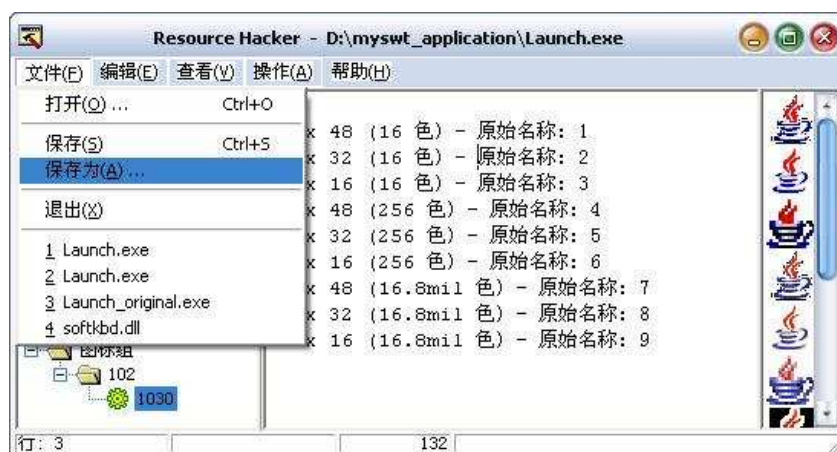 Resource Hacker - D:\myswt_application\Launch.exe
文件(F) 编辑(E) 查看(V) 操作(A) 帮助(H)
打开(O) ... Ctrl+O
保存(S) Ctrl+S
保存为(A) ...
退出(X)
1 Launch.exe
2 Launch.exe
3 Launch_original.exe
4 softkbd.dll
x 48 (16 色) - 原始名称: 1
x 32 (16 色) - 原始名称: 2
x 16 (16 色) - 原始名称: 3
x 48 (256 色) - 原始名称: 4
x 32 (256 色) - 原始名称: 5
x 16 (256 色) - 原始名称: 6
x 48 (16.8mil 色) - 原始名称: 7
x 32 (16.8mil 色) - 原始名称: 8
x 16 (16.8mil 色) - 原始名称: 9
图标组
102
1030
行: 3 132